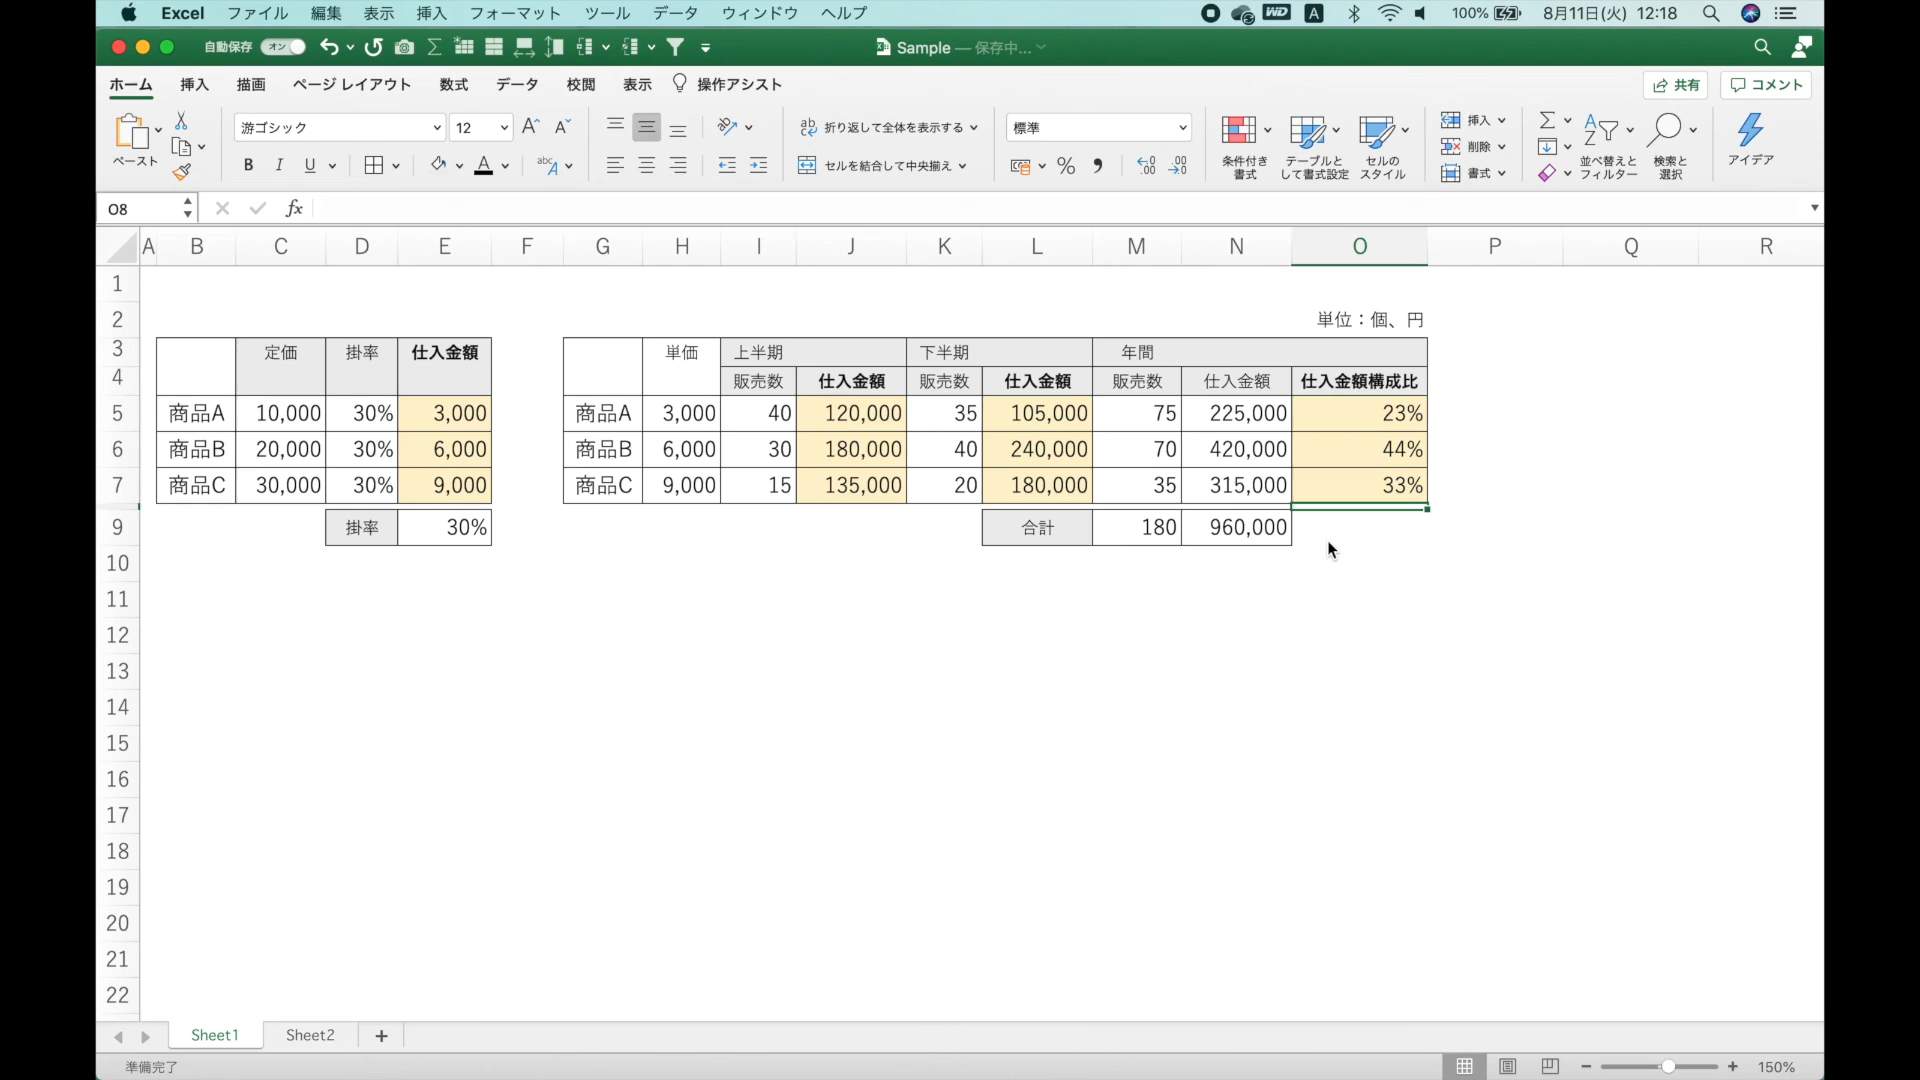 Excel ファイル 編集 表示 挿入 フォーマット ツール データ ウィンドウ ヘルプ WD A 100% 8月11日(火) 12:18
自動保存 オン Sample — 保存中...
ホーム 挿入 描画 ページ レイアウト 数式 データ 校閲 表示 操作アシスト 共有 コメント
ペースト
游ゴシック 12
B I U
折り返して全体を表示する
セルを結合して中央揃え
標準
条件付き書式
テーブルとして書式設定
セルのスタイル
挿入
削除
書式
並べ替えとフィルター
検索と選択
アイデア
O8 fx
A B C D E F G H I J K L M N O P Q R
1
2 単位：個、円
3 定価 掛率 仕入金額 単価 上半期 下半期 年間
4 販売数 仕入金額 販売数 仕入金額 販売数 仕入金額 仕入金額構成比
5 商品A 10,000 30% 3,000 商品A 3,000 40 120,000 35 105,000 75 225,000 23%
6 商品B 20,000 30% 6,000 商品B 6,000 30 180,000 40 240,000 70 420,000 44%
7 商品C 30,000 30% 9,000 商品C 9,000 15 135,000 20 180,000 35 315,000 33%
9 掛率 30% 合計 180 960,000
10
11
12
13
14
15
16
17
18
19
20
21
22
Sheet1 Sheet2 +
準備完了 150%